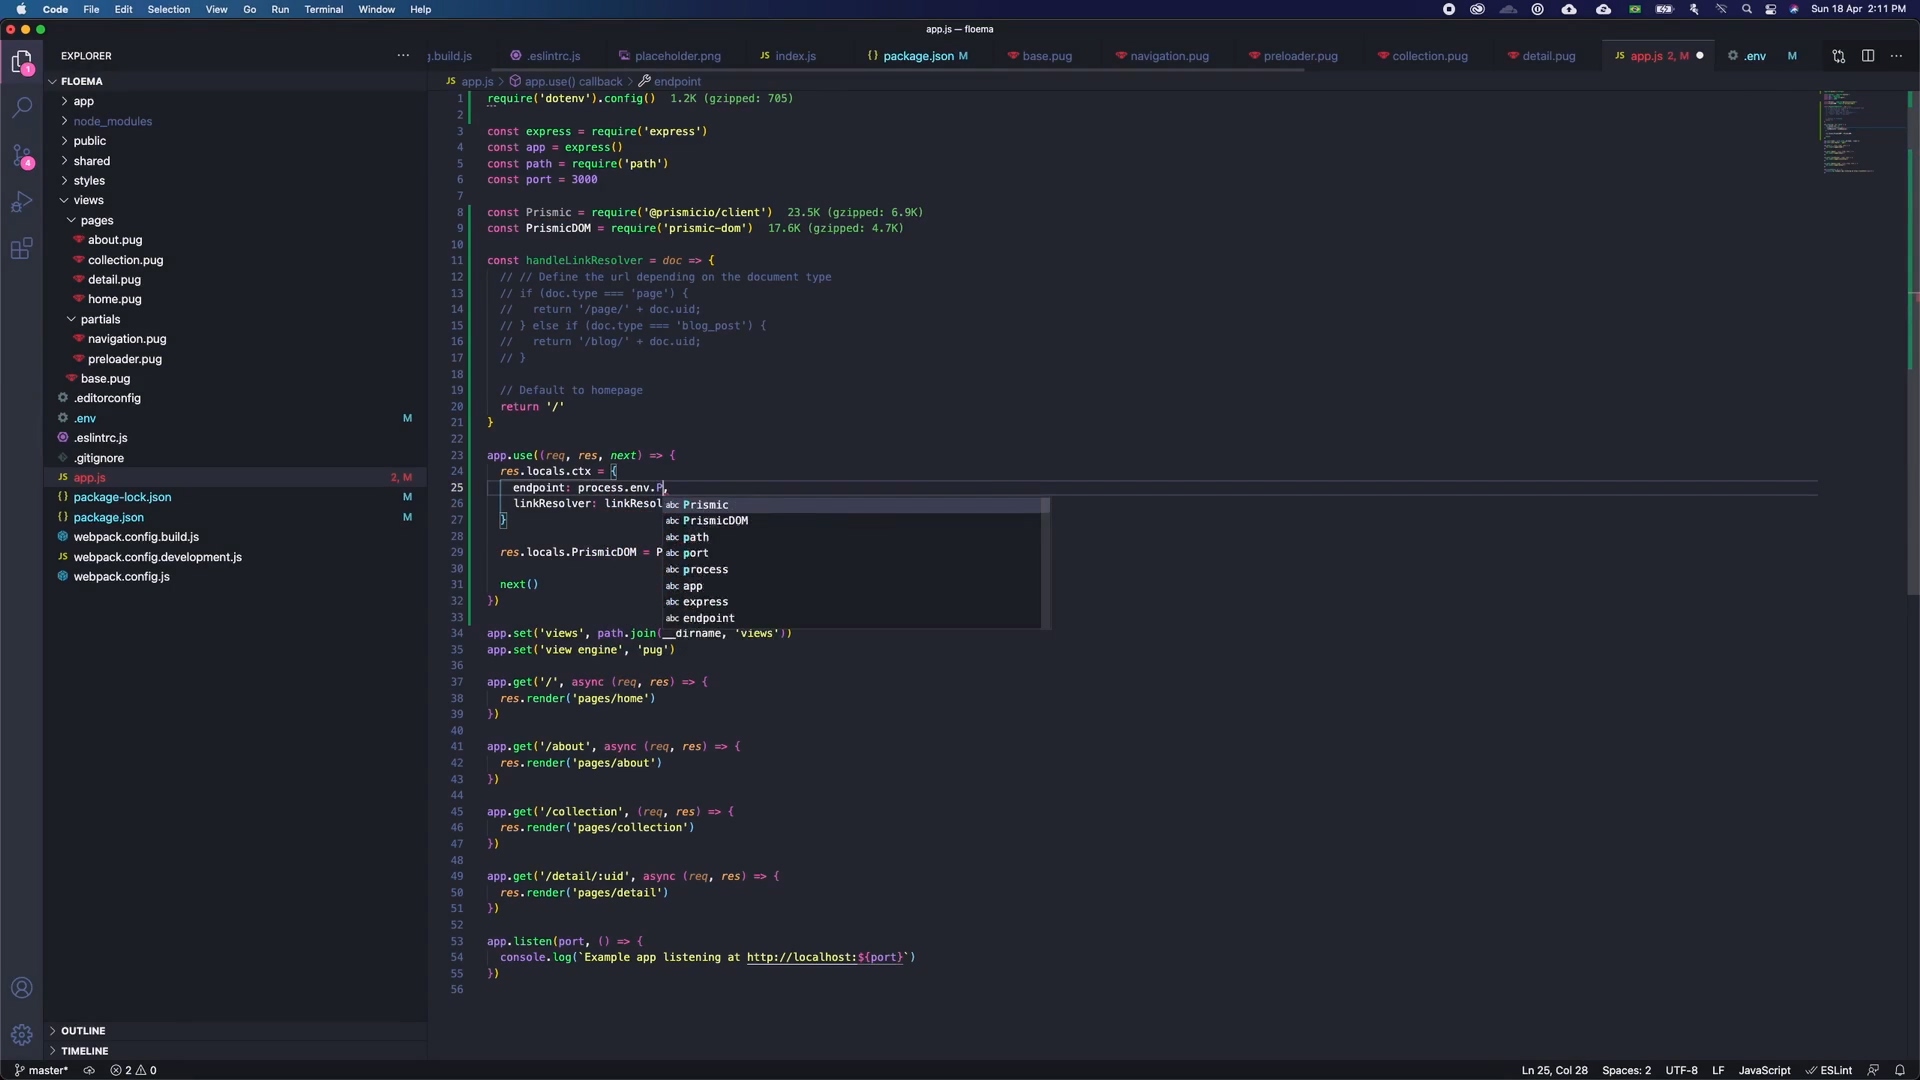 Code File Edit Selection View Go Run Terminal Window Help
Sun 18 Apr 2:11 PM
app.js — floema
EXPLORER
g.build.js
.eslintrc.js
placeholder.png
JS index.js
{} package.json M
base.pug
navigation.pug
preloader.pug
collection.pug
detail.pug
JS app.js 2, M
.env M
JS app.js > app.use() callback > endpoint
1
4
FLOEMA
app
node_modules
public
shared
styles
views
pages
about.pug
collection.pug
detail.pug
home.pug
partials
navigation.pug
preloader.pug
base.pug
.editorconfig
.env M
.eslintrc.js
.gitignore
JS app.js 2, M
{} package-lock.json M
{} package.json M
webpack.config.build.js
JS webpack.config.development.js
webpack.config.js
OUTLINE
TIMELINE
1 require('dotenv').config() 1.2K (gzipped: 705)
2
3 const express = require('express')
4 const app = express()
5 const path = require('path')
6 const port = 3000
7
8 const Prismic = require('@prismicio/client') 23.5K (gzipped: 6.9K)
9 const PrismicDOM = require('prismic-dom') 17.6K (gzipped: 4.7K)
10
11 const handleLinkResolver = doc => {
12 // // Define the url depending on the document type
13 // if (doc.type === 'page') {
14 // return '/page/' + doc.uid;
15 // } else if (doc.type === 'blog_post') {
16 // return '/blog/' + doc.uid;
17 // }
18
19 // Default to homepage
20 return '/'
21 }
22
23 app.use((req, res, next) => {
24 res.locals.ctx = {
25 endpoint: process.env.P,
26 linkResolver: linkResol
27 }
28
29 res.locals.PrismicDOM = P
30
31 next()
32 })
33
abc Prismic
abc PrismicDOM
abc path
abc port
abc process
abc app
abc express
abc endpoint
34 app.set('views', path.join(__dirname, 'views'))
35 app.set('view engine', 'pug')
36
37 app.get('/', async (req, res) => {
38 res.render('pages/home')
39 })
40
41 app.get('/about', async (req, res) => {
42 res.render('pages/about')
43 })
44
45 app.get('/collection', (req, res) => {
46 res.render('pages/collection')
47 })
48
49 app.get('/detail/:uid', async (req, res) => {
50 res.render('pages/detail')
51 })
52
53 app.listen(port, () => {
54 console.log(`Example app listening at http://localhost:${port}`)
55 })
56
master* 2 0
Ln 25, Col 28 Spaces: 2 UTF-8 LF JavaScript ESLint